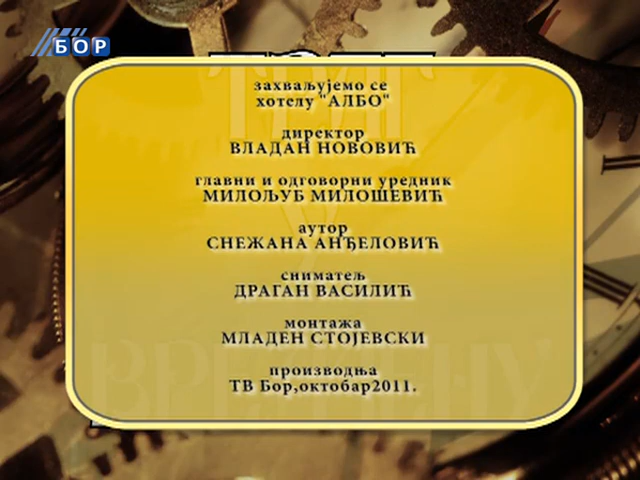 БОР
захваљујемо се
хотелу "АЛБО"
директор
ВЛАДАН НОВОВИЋ
главни и одговорни уредник
МИЛОЉУБ МИЛОШЕВИЋ
аутор
СНЕЖАНА АНЂЕЛОВИЋ
сниматељ
ДРАГАН ВАСИЛИЋ
монтажа
МЛАДЕН СТОЈЕВСКИ
производња
ТВ Бор,октобар2011.